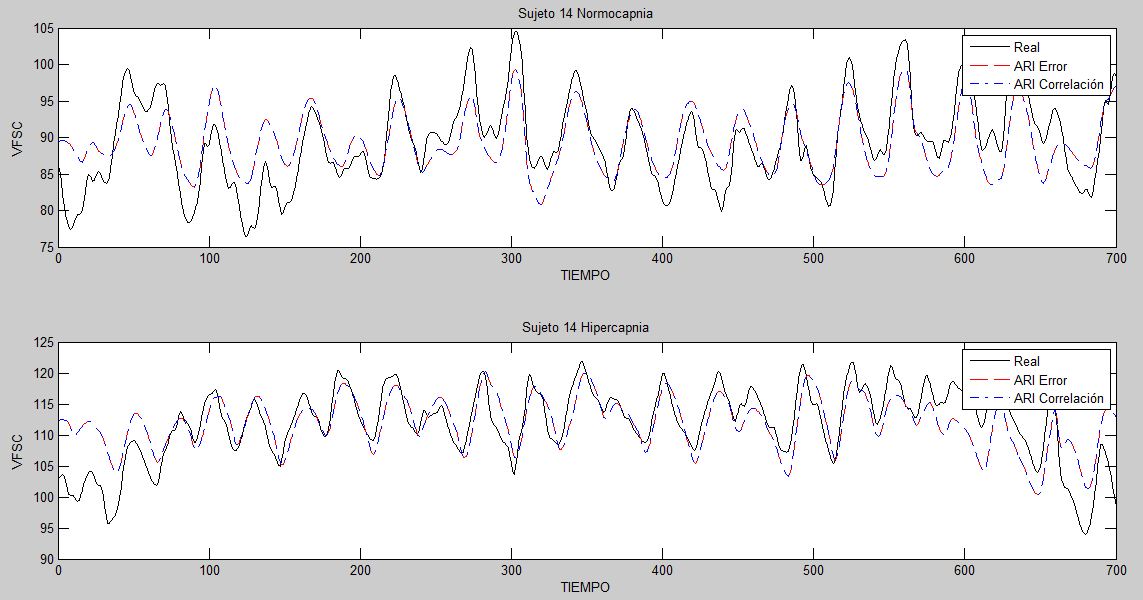 Sujeto 14 Normocapnia
105
100
95
90
85
80
75
VFSC
Real
ARI Error
ARI Correlación
0 100 200 300 400 500 600 700
TIEMPO
Sujeto 14 Hipercapnia
125
120
115
110
105
100
95
90
VFSC
Real
ARI Error
ARI Correlación
0 100 200 300 400 500 600 700
TIEMPO